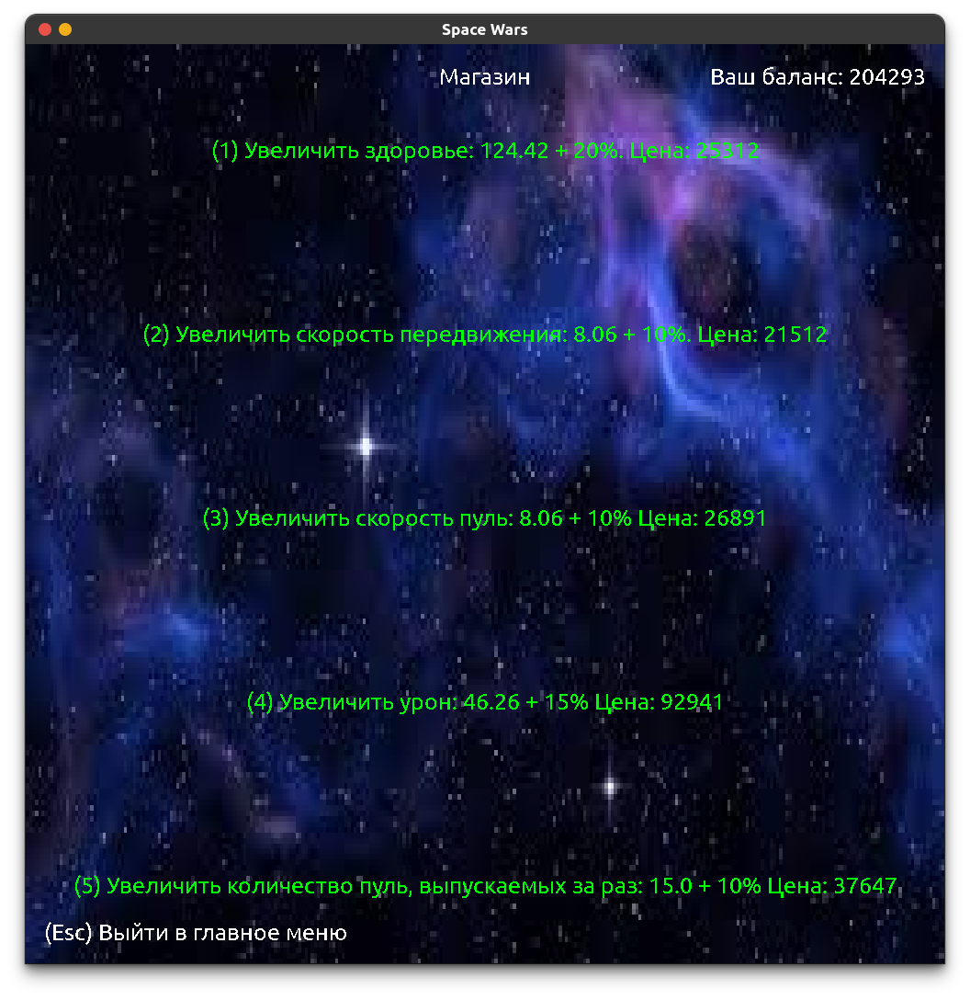 Space Wars
Магазин
Ваш баланс: 204293
(1) Увеличить здоровье: 124.42 + 20%. Цена: 25312
(2) Увеличить скорость передвижения: 8.06 + 10%. Цена: 21512
(3) Увеличить скорость пуль: 8.06 + 10% Цена: 26891
(4) Увеличить урон: 46.26 + 15% Цена: 92941
(5) Увеличить количество пуль, выпускаемых за раз: 15.0 + 10% Цена: 37647
(Esc) Выйти в главное меню